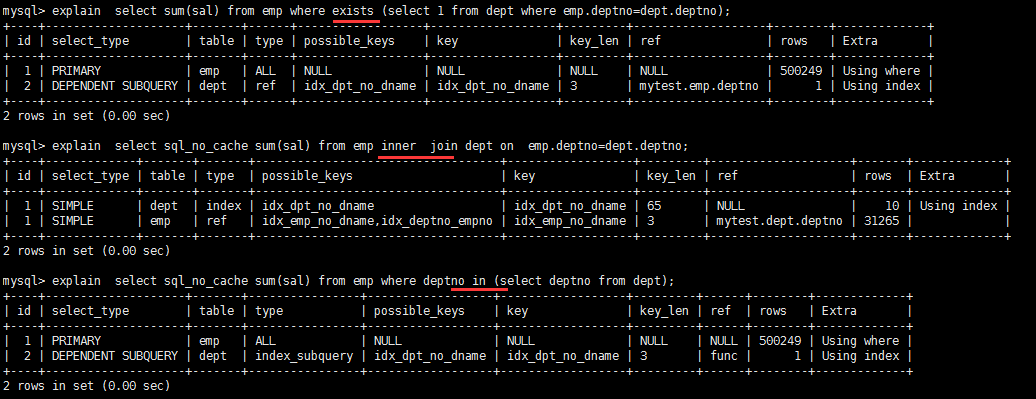 mysql> explain  select sum(sal) from emp where exists (select 1 from dept where emp.deptno=dept.deptno);
+----+--------------------+-------+------+-----------------+-----------------+---------+-------------------+--------+-------------+
| id | select_type | table | type | possible_keys | key | key_len | ref | rows | Extra |
+----+--------------------+-------+------+-----------------+-----------------+---------+-------------------+--------+-------------+
| 1 | PRIMARY | emp | ALL | NULL | NULL | NULL | NULL | 500249 | Using where |
| 2 | DEPENDENT SUBQUERY | dept | ref | idx_dpt_no_dname | idx_dpt_no_dname | 3 | mytest.emp.deptno | 1 | Using index |
+----+--------------------+-------+------+-----------------+-----------------+---------+-------------------+--------+-------------+
2 rows in set (0.00 sec)
mysql> explain  select sql_no_cache sum(sal) from emp inner  join dept on  emp.deptno=dept.deptno;
+----+-------------+-------+-------+--------------------------------+------------------+---------+--------------------+-------+-------------+
| id | select_type | table | type | possible_keys | key | key_len | ref | rows | Extra |
+----+-------------+-------+-------+--------------------------------+------------------+---------+--------------------+-------+-------------+
| 1 | SIMPLE | dept | index | idx_dpt_no_dname | idx_dpt_no_dname | 65 | NULL | 10 | Using index |
| 1 | SIMPLE | emp | ref | idx_emp_no_dname,idx_deptno_empno | idx_emp_no_dname | 3 | mytest.dept.deptno | 31265 | |
+----+-------------+-------+-------+--------------------------------+------------------+---------+--------------------+-------+-------------+
2 rows in set (0.00 sec)
mysql> explain  select sql_no_cache sum(sal) from emp where deptno in (select deptno from dept);
+----+--------------------+-------+----------------+------------------+------------------+---------+------+--------+-------------+
| id | select_type | table | type | possible_keys | key | key_len | ref | rows | Extra |
+----+--------------------+-------+----------------+------------------+------------------+---------+------+--------+-------------+
| 1 | PRIMARY | emp | ALL | NULL | NULL | NULL | NULL | 500249 | Using where |
| 2 | DEPENDENT SUBQUERY | dept | index_subquery | idx_dpt_no_dname | idx_dpt_no_dname | 3 | func | 1 | Using index |
+----+--------------------+-------+----------------+------------------+------------------+---------+------+--------+-------------+
2 rows in set (0.00 sec)